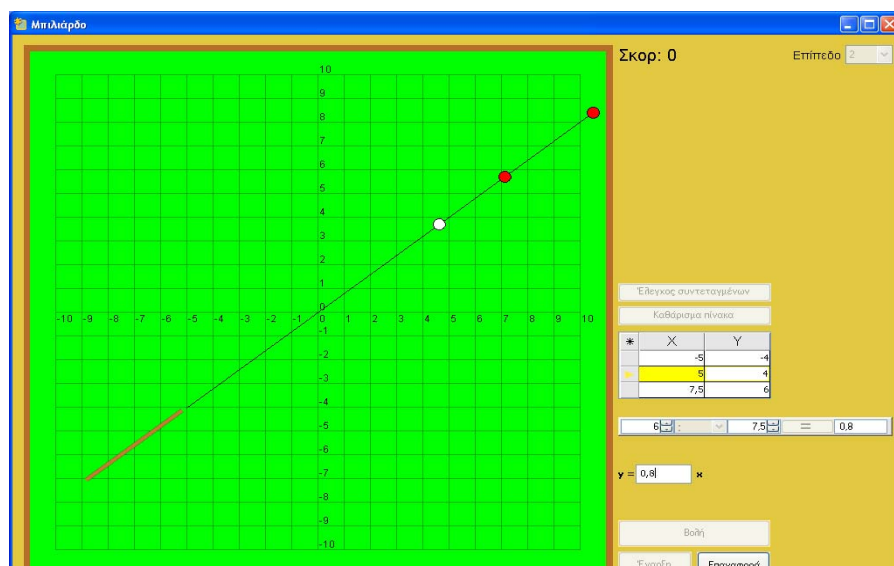 Μπιλιάρδο
Σκορ: 0
Επίπεδο 2
10
9
8
7
6
5
4
3
2
1
0
-10 -9 -8 -7 -6 -5 -4 -3 -2 -1 0 1 2 3 4 5 6 7 8 9 10
-1
-2
-3
-4
-5
-6
-7
-8
-9
-10
Έλεγχος συντεταγμένων
Καθάρισμα πίνακα
* X Y
-5 -4
5 4
7,5 6
6 : 7,5 = 0,8
y = 0,8 x
Βολή
Έναρξη Επαναφορά